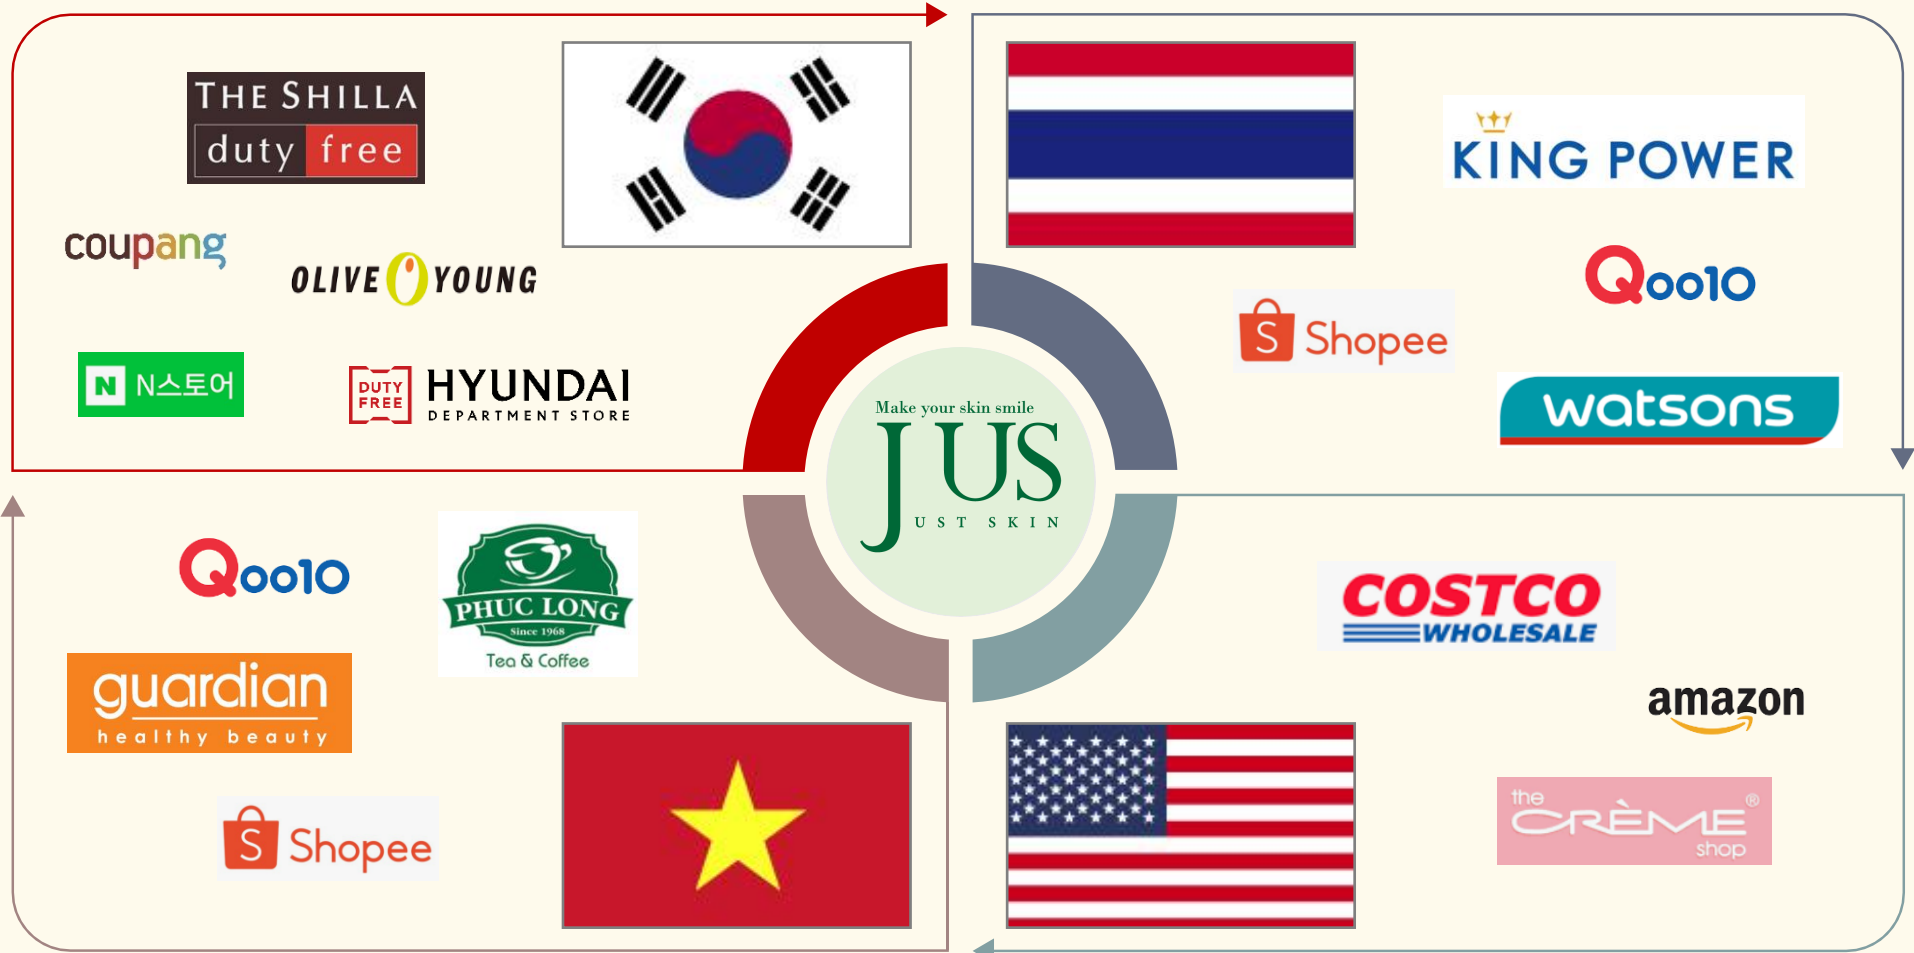 THE SHILLA
duty free
coupang
OLIVE YOUNG
N N스토어
DUTY FREE
HYUNDAI
DEPARTMENT STORE
KING POWER
Qoo10
S Shopee
watsons
Make your skin smile
JUS
UST SKIN
Qoo10
PHUC LONG
Since 1968
Tea & Coffee
guardian
healthy beauty
S Shopee
COSTCO
WHOLESALE
amazon
the
CRÈME®
shop